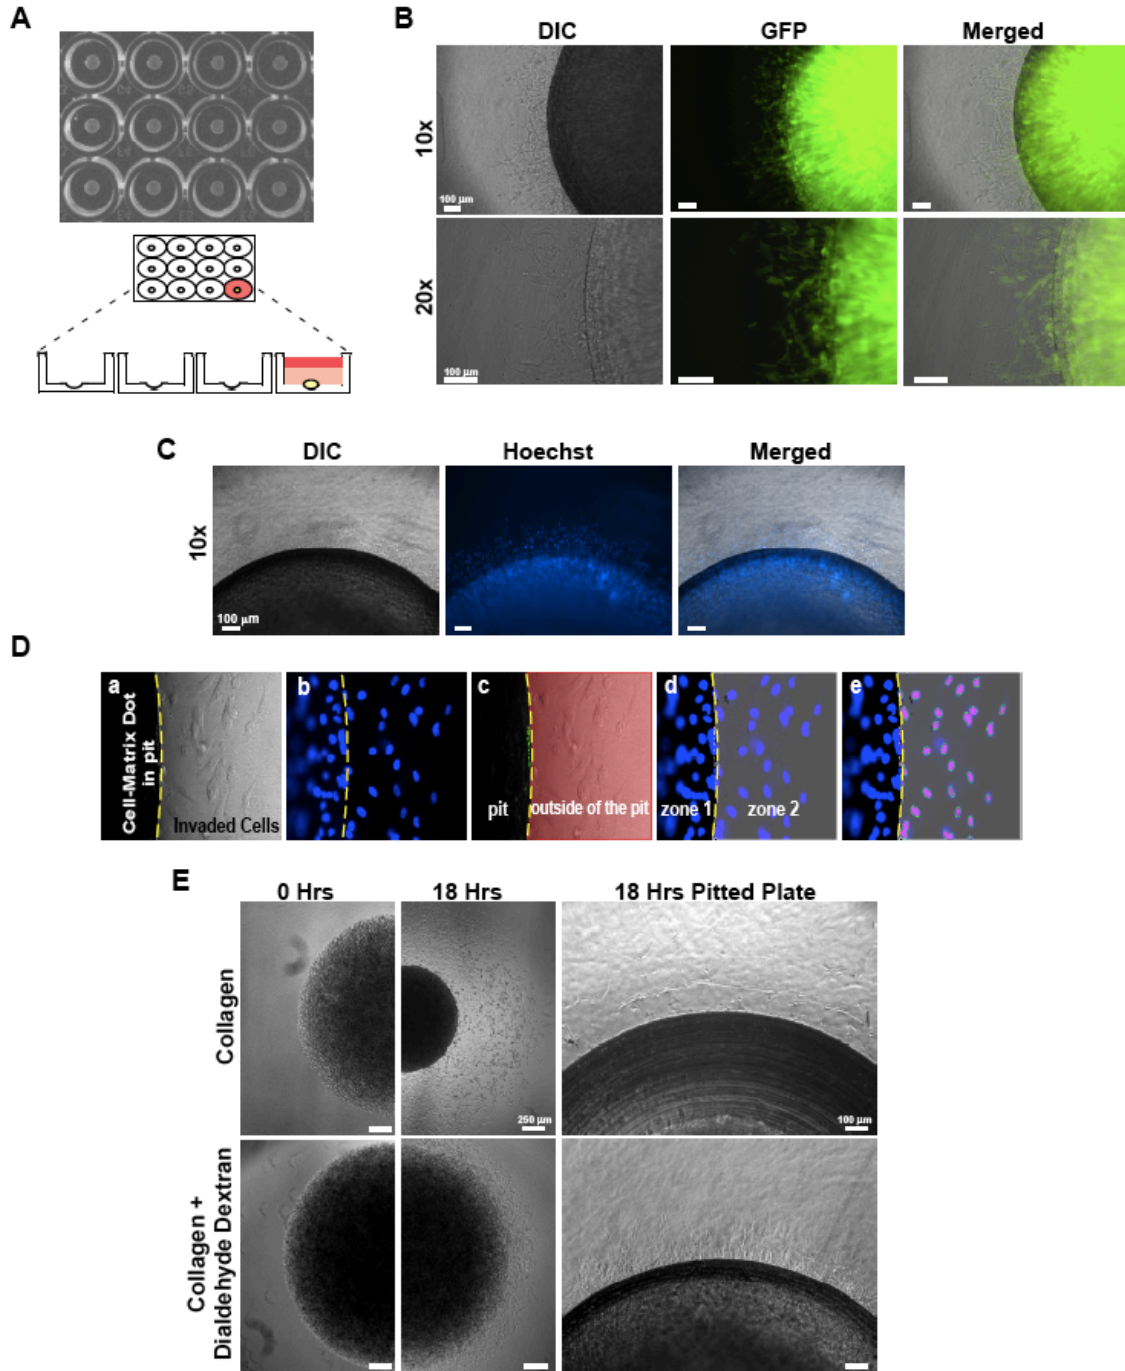 A
B
DIC
GFP
Merged
10x
100 µm
20x
100 µm
C
DIC
Hoechst
Merged
10x
100 µm
D
a
b
c
d
e
Cell-Matrix Dot
in pit
Invaded Cells
pit
outside of the pit
zone 1
zone 2
E
0 Hrs
18 Hrs
18 Hrs Pitted Plate
Collagen
250 µm
100 µm
Collagen +
Dialdehyde Dextran